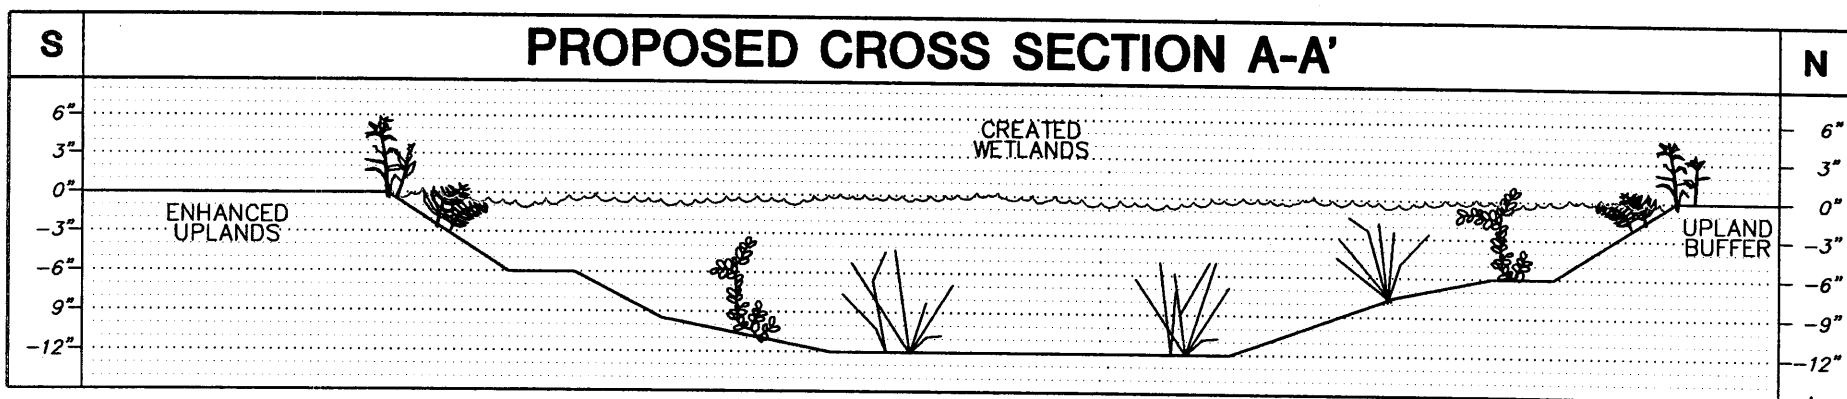 S
PROPOSED CROSS SECTION A-A'
N
6"
3"
0"
-3"
-6"
9"
-12"
CREATED
WETLANDS
ENHANCED
UPLANDS
UPLAND
BUFFER
6"
3"
0"
-3"
-6"
-9"
-12"